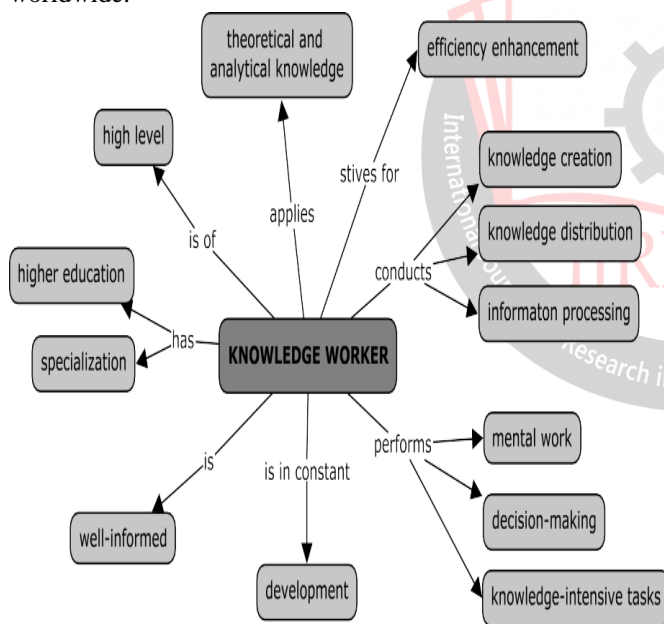 worldwide.
theoretical and
analytical knowledge
efficiency enhancement
high level
stives for
knowledge creation
applies
is of
knowledge distribution
conducts
higher education
informaton processing
has
specialization
KNOWLEDGE WORKER
performs
mental work
is
is in constant
decision-making
well-informed
development
knowledge-intensive tasks
Research in